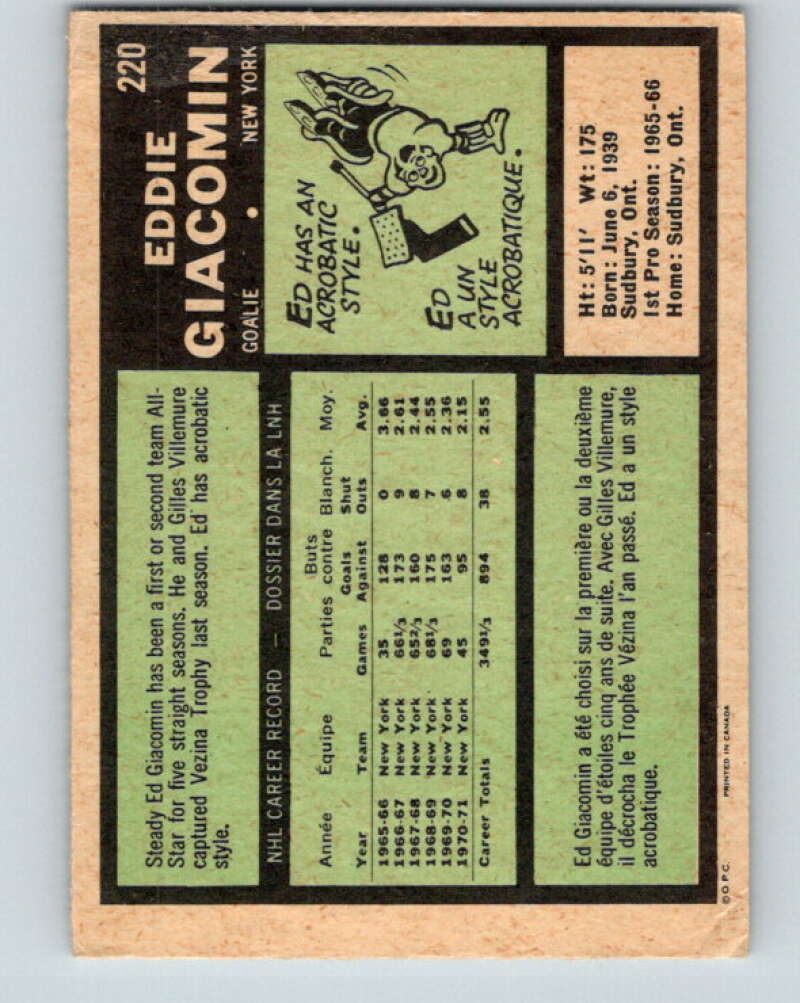 220
EDDIE
GIACOMIN
GOALIE • NEW YORK
Steady Ed Giacomin has been a first or second team All-
Star for five straight seasons. He and Gilles Villemure
captured Vezina Trophy last season. Ed has acrobatic
style.
NHL CAREER RECORD — DOSSIER DANS LA LNH
Année Équipe Parties Buts contre Blanch. Moy.
Year Team Games Goals Against Shut Outs Avg.
1965-66 New York 35 128 0 3.66
1966-67 New York 66⅓ 173 9 2.61
1967-68 New York 65⅔ 160 8 2.44
1968-69 New York 68⅓ 175 7 2.55
1969-70 New York 69 163 6 2.36
1970-71 New York 45 95 8 2.15
Career Totals 349⅓ 894 38 2.55
Ed Giacomin a été choisi sur la première ou la deuxième
équipe d'étoiles cinq ans de suite. Avec Gilles Villemure,
il décrocha le Trophée Vézina l'an passé. Ed a un style
acrobatique.
ED HAS AN
ACROBATIC
STYLE.
ED
A UN
STYLE
ACROBATIQUE.
Ht: 5'11' Wt: 175
Born: June 6, 1939
Sudbury, Ont.
1st Pro Season: 1965-66
Home: Sudbury, Ont.
© O.P.C. PRINTED IN CANADA